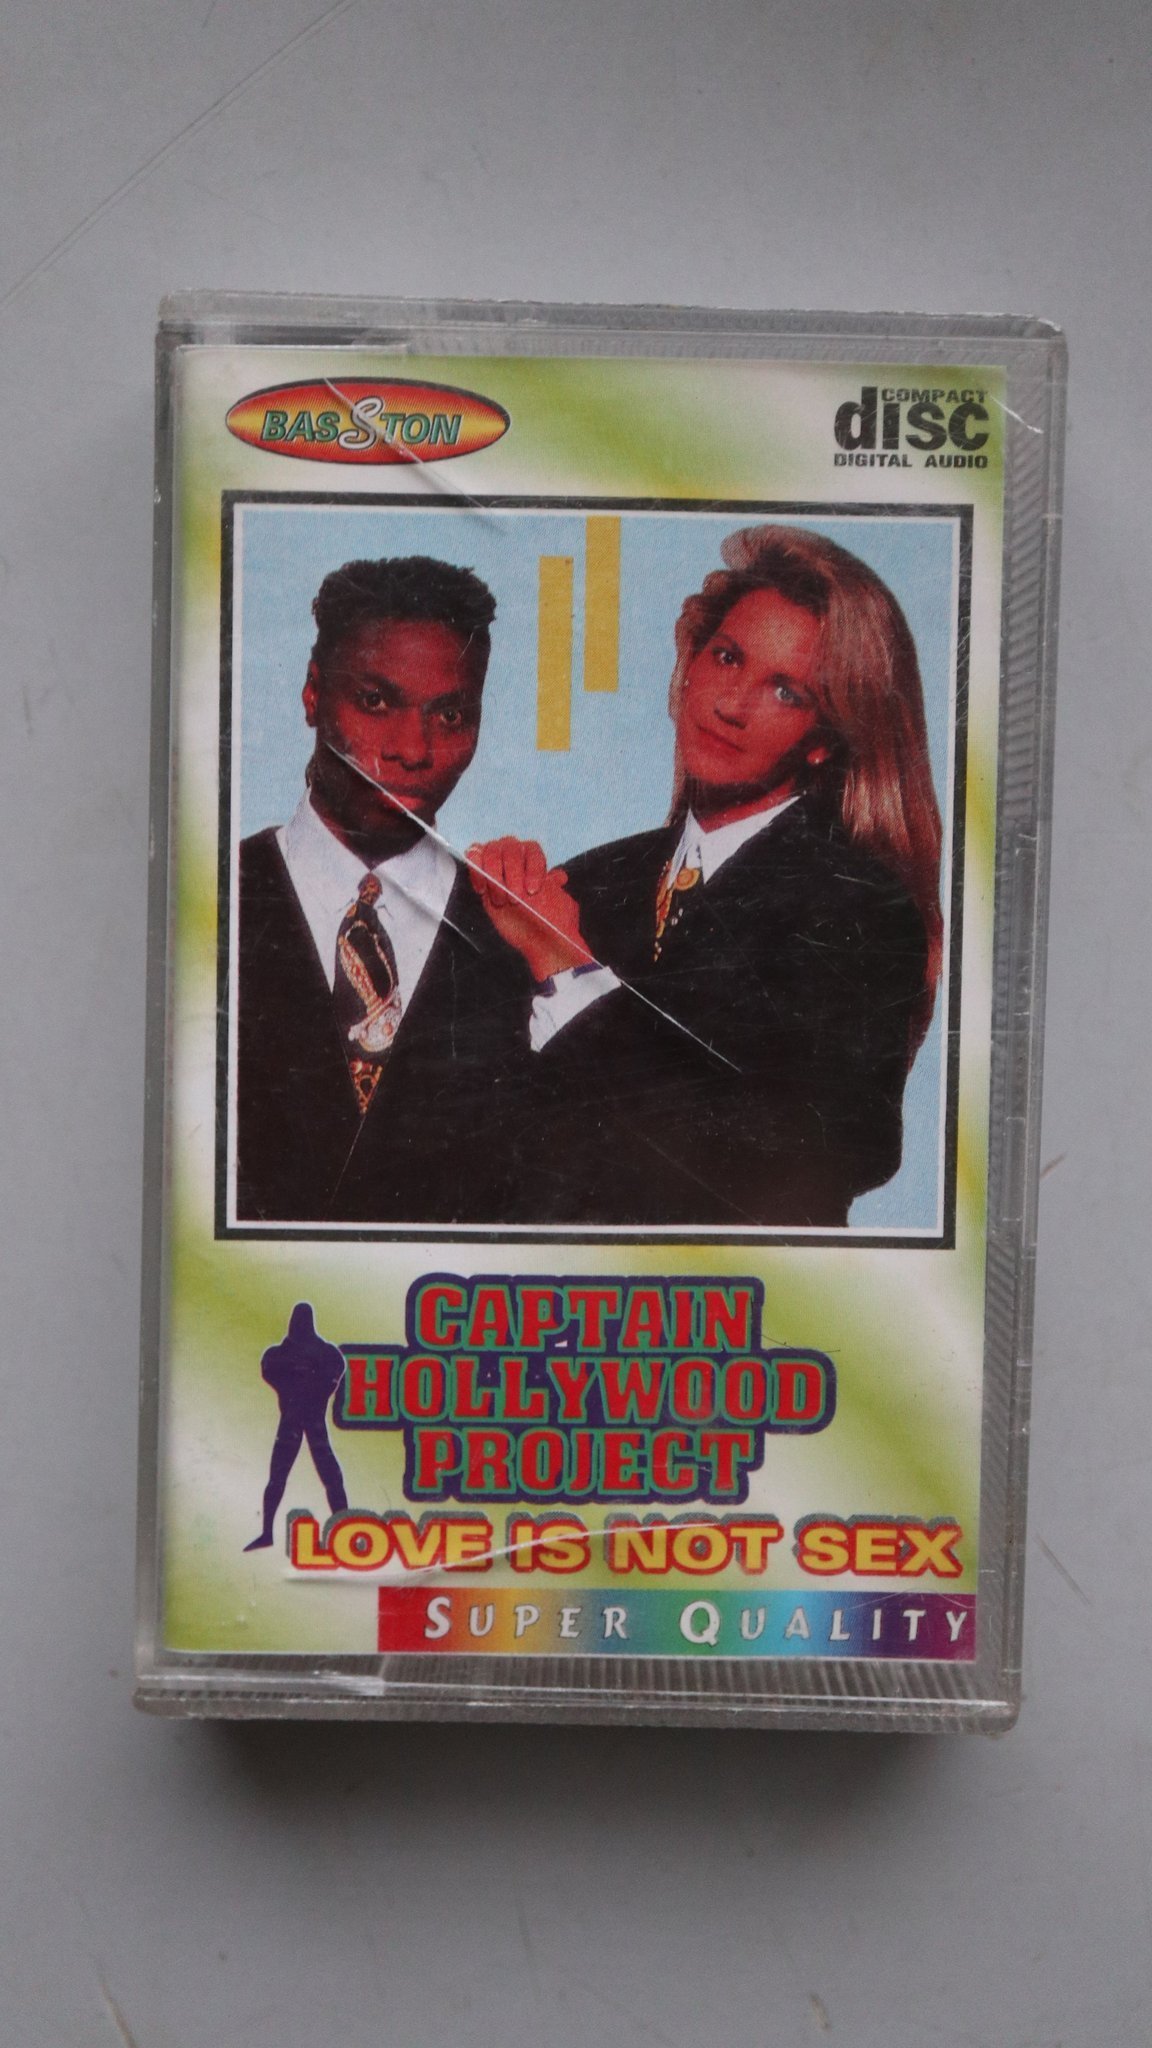 BASSTON
COMPACT
disc
DIGITAL AUDIO
CAPTAIN
HOLLYWOOD
PROJECT
LOVE IS NOT SEX
SUPER QUALITY